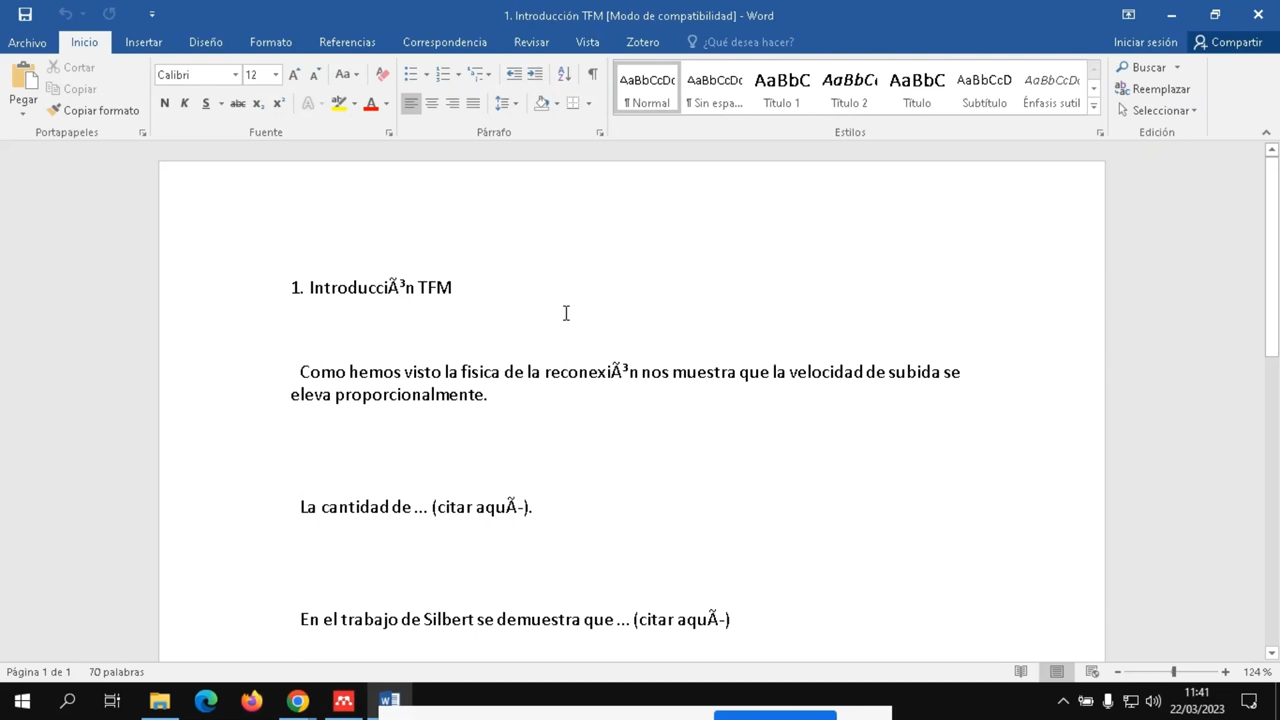 1. Introducción TFM [Modo de compatibilidad] - Word
Archivo Inicio Insertar Diseño Formato Referencias Correspondencia Revisar Vista Zotero ¿Qué desea hacer? Iniciar sesión Compartir
Pegar
Cortar
Copiar
Copiar formato
Portapapeles
Calibri 12 Aa
N K S abc x₂ x² A ab A
Fuente
Párrafo
AaBbCcDc AaBbCcDc AaBbC AaBbCc AaBbC AaBbCcD AaBbCcDc
¶ Normal ¶ Sin espa... Título 1 Título 2 Título Subtítulo Énfasis sutil
Estilos
Buscar
Reemplazar
Seleccionar
Edición
1. IntroducciÃ³n TFM
Como hemos visto la fisica de la reconexiÃ³n nos muestra que la velocidad de subida se
eleva proporcionalmente.
La cantidad de ... (citar aquÃ-).
En el trabajo de Silbert se demuestra que ... (citar aquÃ-)
Página 1 de 1 70 palabras 124 %
11:41
22/03/2023